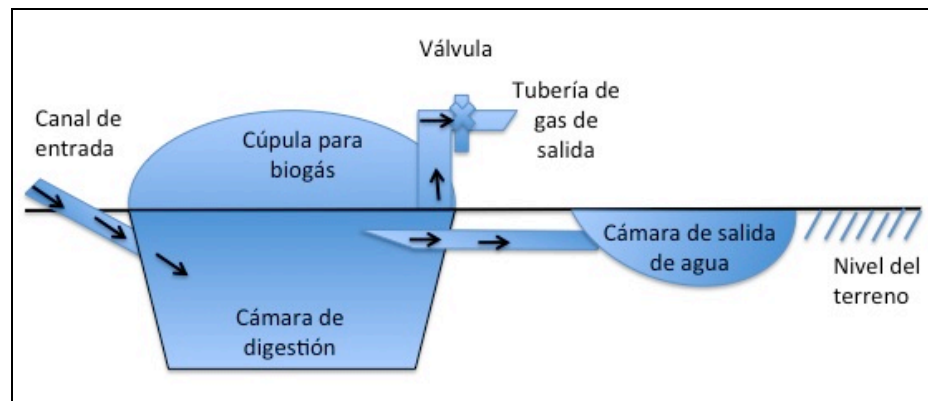 Válvula
Canal de
entrada
Tubería de
gas de
salida
Cúpula para
biogás
Cámara de salida
de agua
Nivel del
terreno
Cámara de
digestión